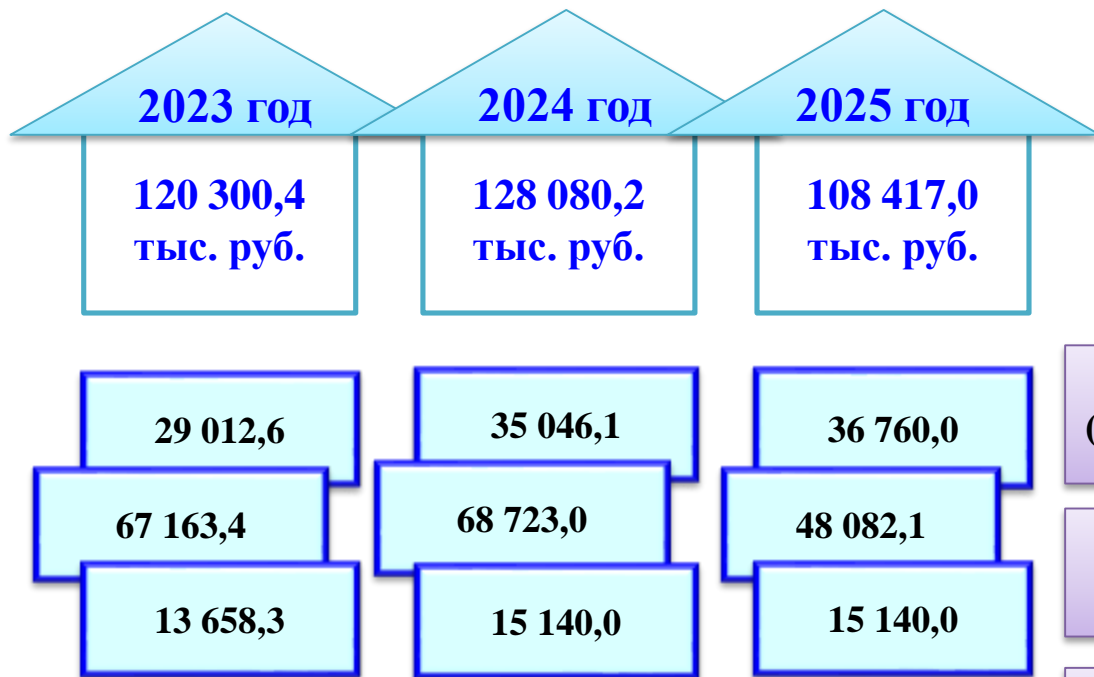 2023 год
2024 год
2025 год
120 300,4
тыс. руб.
128 080,2
тыс. руб.
108 417,0
тыс. руб.
29 012,6
35 046,1
36 760,0
(
67 163,4
68 723,0
48 082,1
13 658,3
15 140,0
15 140,0